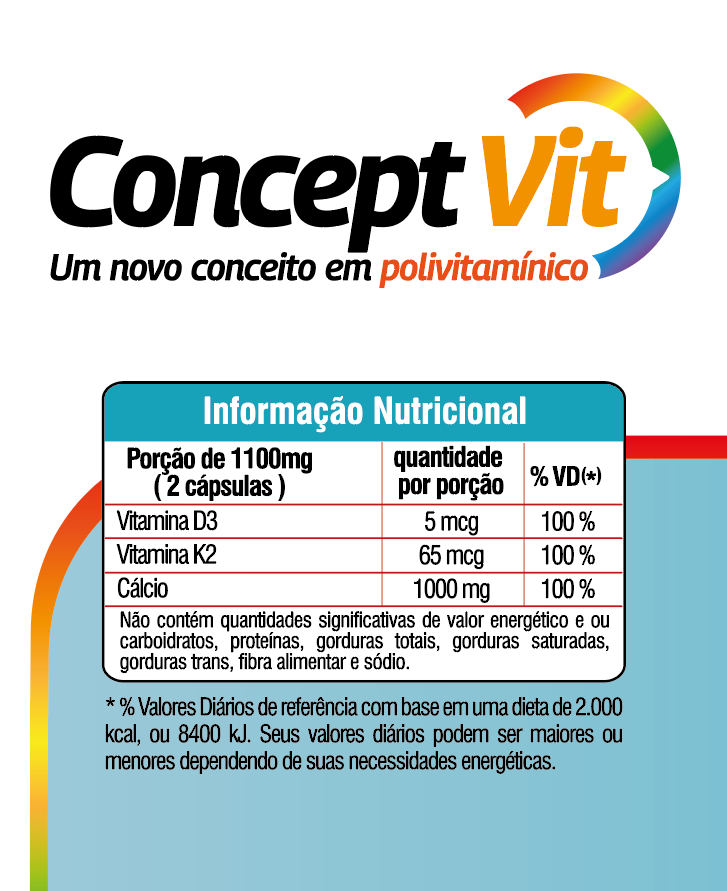 Concept Vit
Um novo conceito em polivitamínico
Informação Nutricional
Porção de 1100mg
( 2 cápsulas )
quantidade
por porção
% VD(*)
Vitamina D3 5 mcg 100 %
Vitamina K2 65 mcg 100 %
Cálcio 1000 mg 100 %
Não contém quantidades significativas de valor energético e ou
carboidratos, proteínas, gorduras totais, gorduras saturadas,
gorduras trans, fibra alimentar e sódio.
* % Valores Diários de referência com base em uma dieta de 2.000
kcal, ou 8400 kJ. Seus valores diários podem ser maiores ou
menores dependendo de suas necessidades energéticas.